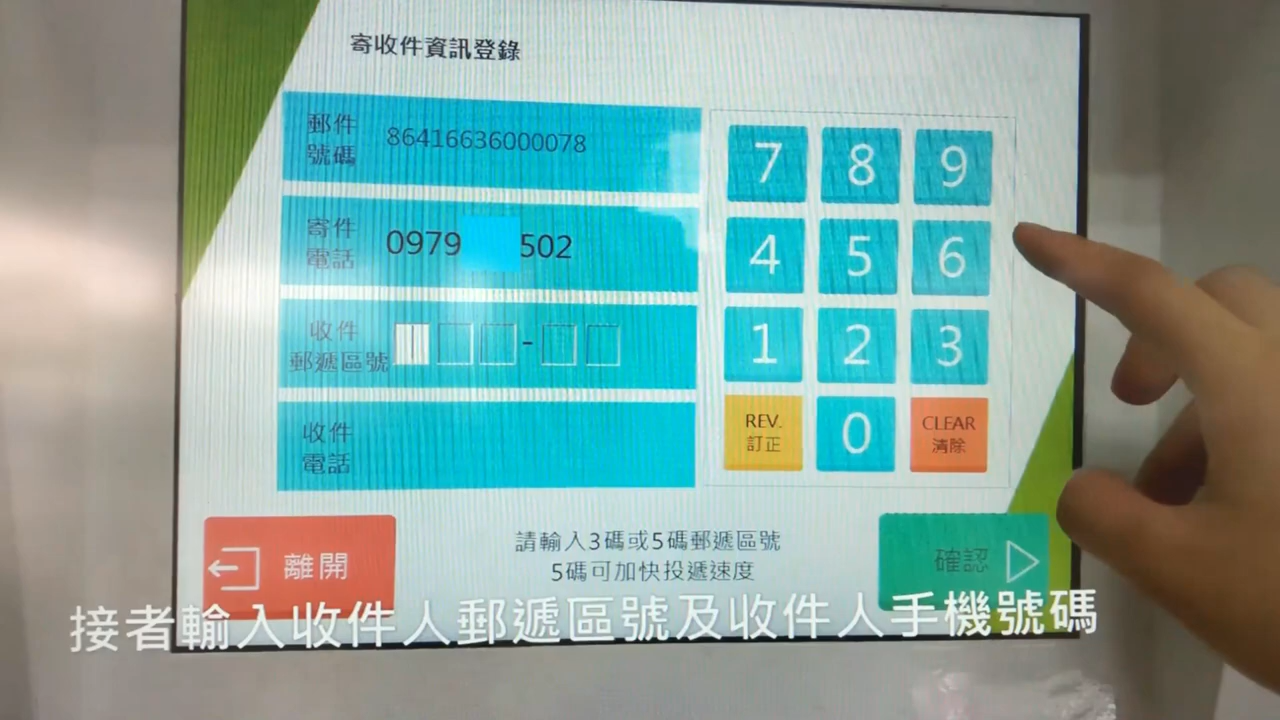 寄收件資訊登錄
郵件
號碼
86416636000078
寄件
電話
0979 502
收件
郵遞區號
-
收件
電話
7 8 9
4 5 6
1 2 3
REV.
訂正
0
CLEAR
清除
離開
請輸入3碼或5碼郵遞區號
5碼可加快投遞速度
確認
接者輸入收件人郵遞區號及收件人手機號碼